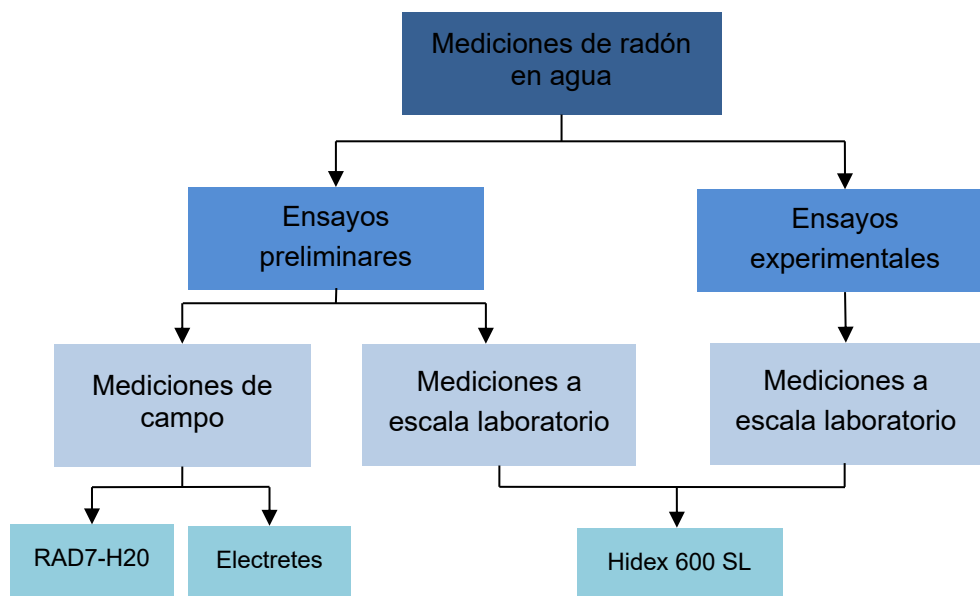 Mediciones de radón
en agua
Ensayos
preliminares
Ensayos
experimentales
Mediciones de
campo
Mediciones a
escala laboratorio
Mediciones a
escala laboratorio
RAD7-H20
Electretes
Hidex 600 SL